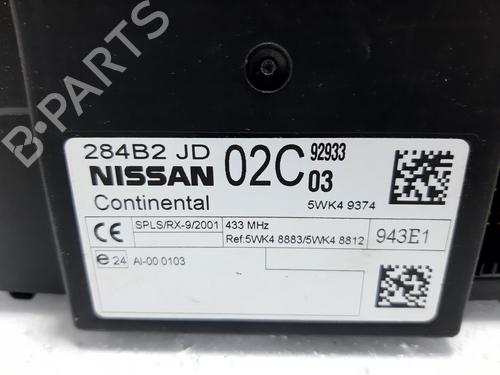 B-PARTS
284B2 JD 02C 92933
NISSAN 03
Continental 5WK4 9374
CE SPLS/RX-9/2001 433 MHz
Ref:5WK4 8883/5WK4 8812 943E1
e 24 AI-00 0103